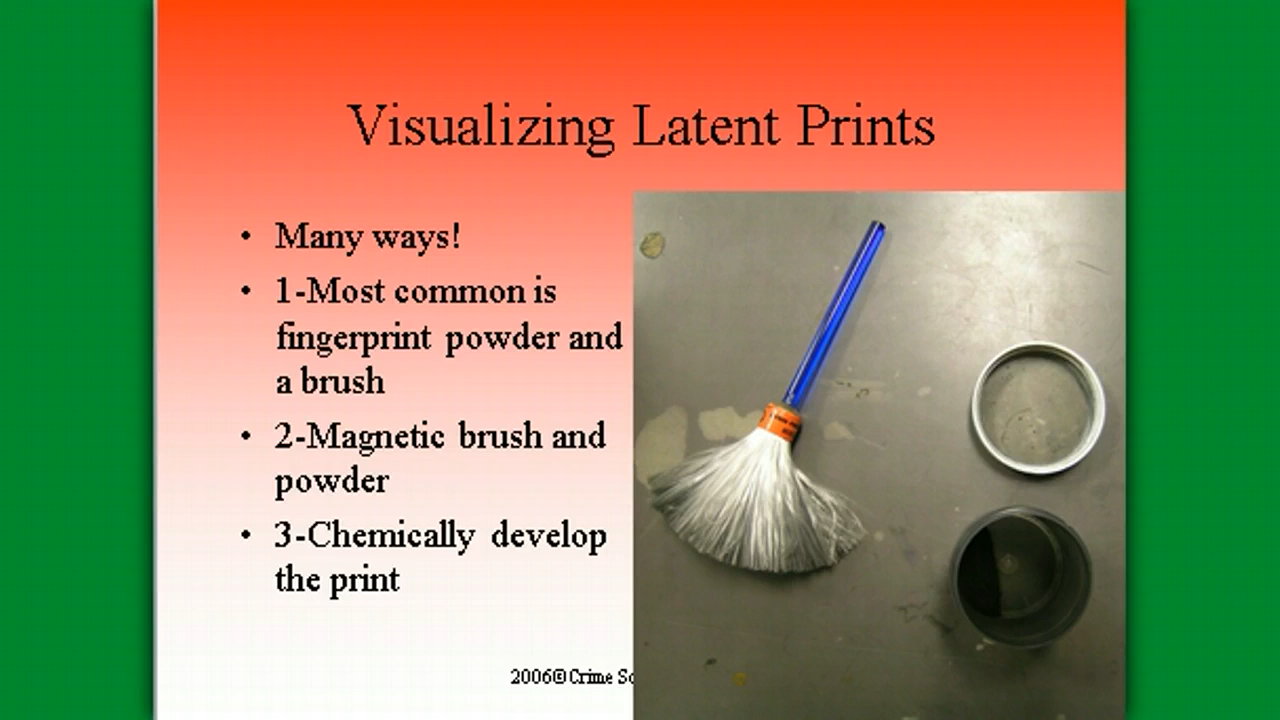 Visualizing Latent Prints
• Many ways!
• 1-Most common is
fingerprint powder and
a brush
• 2-Magnetic brush and
powder
• 3-Chemically develop
the print
2006©Crime